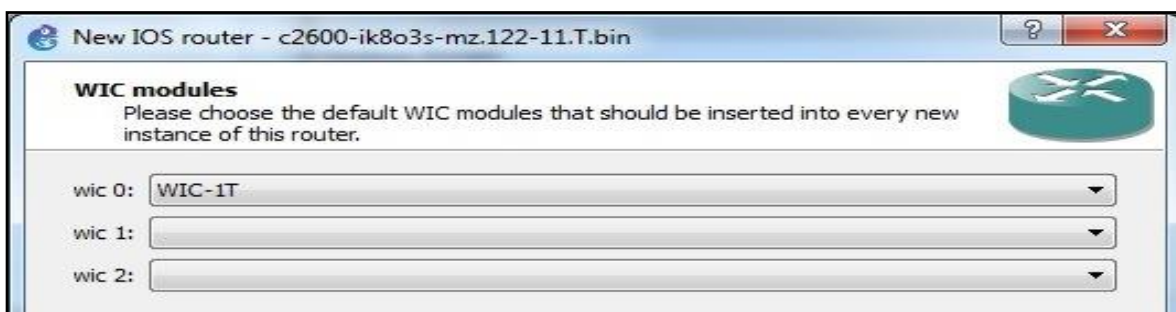 New IOS router - c2600-ik8o3s-mz.122-11.T.bin
WIC modules
Please choose the default WIC modules that should be inserted into every new
instance of this router.
wic 0: WIC-1T
wic 1:
wic 2: